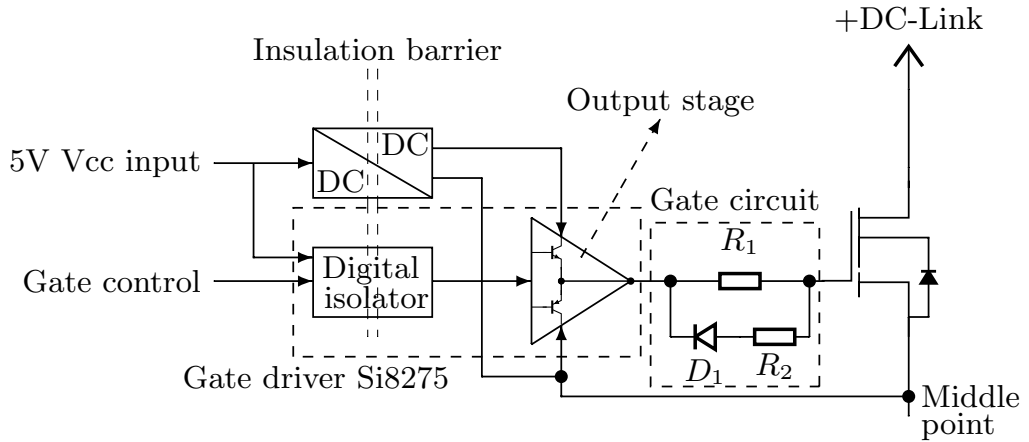 +DC-Link
Insulation barrier
Output stage
5V Vcc input
DC
DC
Gate circuit
R1
Gate control
Digital
isolator
D1
R2
Gate driver Si8275
Middle
point